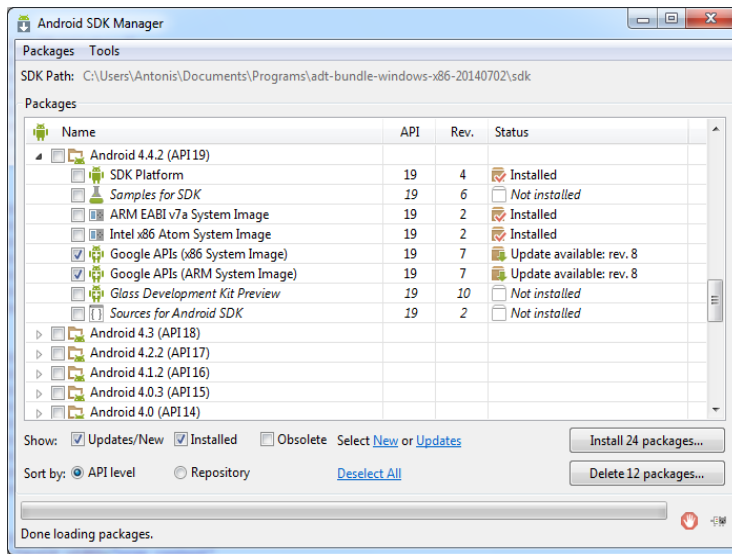 Android SDK Manager
Packages Tools
SDK Path: C:\Users\Antonis\Documents\Programs\adt-bundle-windows-x86-20140702\sdk
Packages
Name API Rev. Status
Android 4.4.2 (API 19)
SDK Platform 19 4 Installed
Samples for SDK 19 6 Not installed
ARM EABI v7a System Image 19 2 Installed
Intel x86 Atom System Image 19 2 Installed
Google APIs (x86 System Image) 19 7 Update available: rev. 8
Google APIs (ARM System Image) 19 7 Update available: rev. 8
Glass Development Kit Preview 19 10 Not installed
Sources for Android SDK 19 2 Not installed
Android 4.3 (API 18)
Android 4.2.2 (API 17)
Android 4.1.2 (API 16)
Android 4.0.3 (API 15)
Android 4.0 (API 14)
Show: Updates/New Installed Obsolete Select New or Updates Install 24 packages...
Sort by: API level Repository Deselect All Delete 12 packages...
Done loading packages.